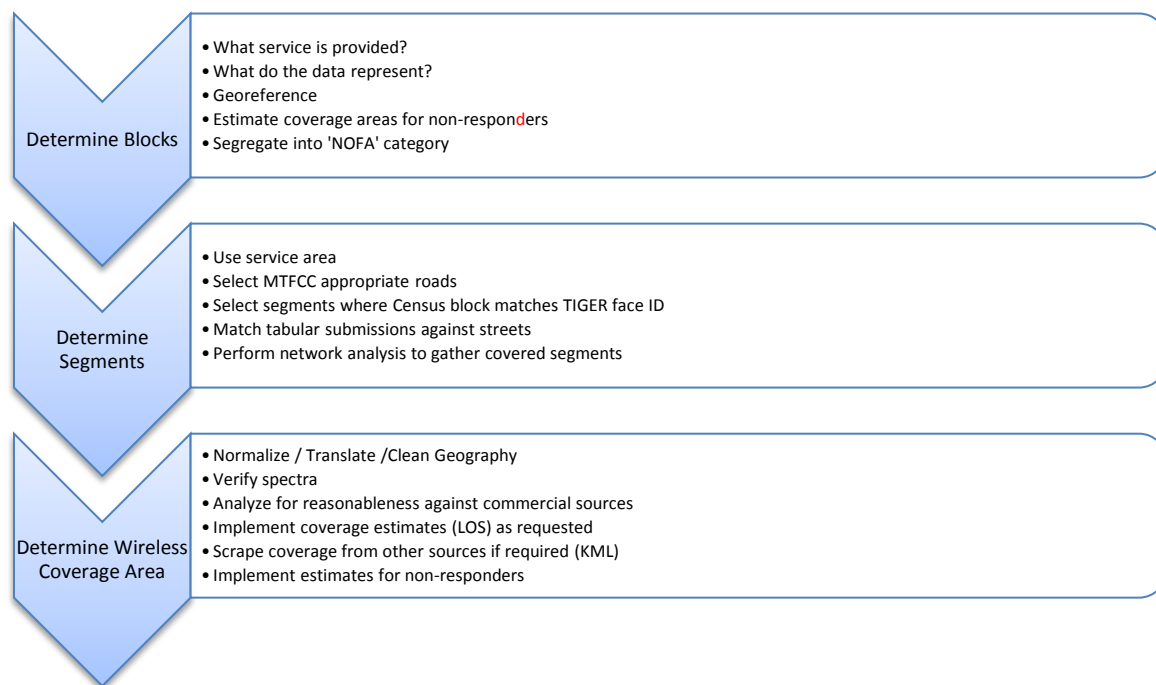 Determine Blocks
• What service is provided?
• What do the data represent?
• Georeference
• Estimate coverage areas for non-responders
• Segregate into 'NOFA' category
Determine
Segments
• Use service area
• Select MTFCC appropriate roads
• Select segments where Census block matches TIGER face ID
• Match tabular submissions against streets
• Perform network analysis to gather covered segments
Determine Wireless
Coverage Area
• Normalize / Translate /Clean Geography
• Verify spectra
• Analyze for reasonableness against commercial sources
• Implement coverage estimates (LOS) as requested
• Scrape coverage from other sources if required (KML)
• Implement estimates for non-responders